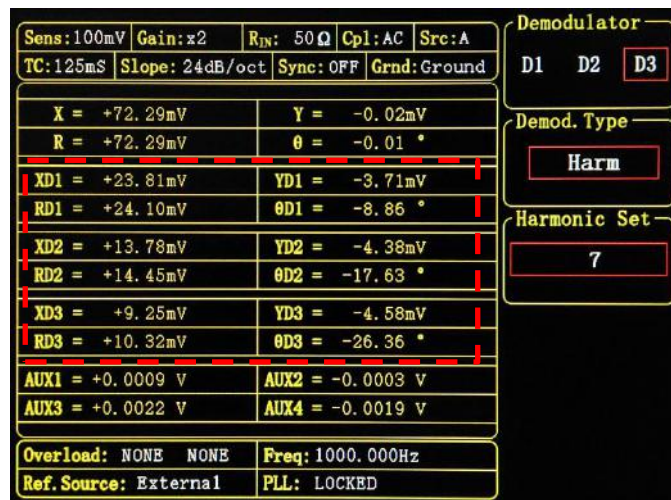 Sens:100mV Gain:x2 RIN: 50Ω Cpl:AC Src:A
TC:125mS Slope: 24dB/oct Sync:OFF Grnd:Ground
X = +72.29mV Y = -0.02mV
R = +72.29mV θ = -0.01 °
XD1 = +23.81mV YD1 = -3.71mV
RD1 = +24.10mV θD1 = -8.86 °
XD2 = +13.78mV YD2 = -4.38mV
RD2 = +14.45mV θD2 = -17.63 °
XD3 = +9.25mV YD3 = -4.58mV
RD3 = +10.32mV θD3 = -26.36 °
AUX1 = +0.0009 V AUX2 = -0.0003 V
AUX3 = +0.0022 V AUX4 = -0.0019 V
Overload: NONE NONE Freq:1000.000Hz
Ref.Source: External PLL: LOCKED
Demodulator
D1 D2 D3
Demod.Type
Harm
Harmonic Set
7